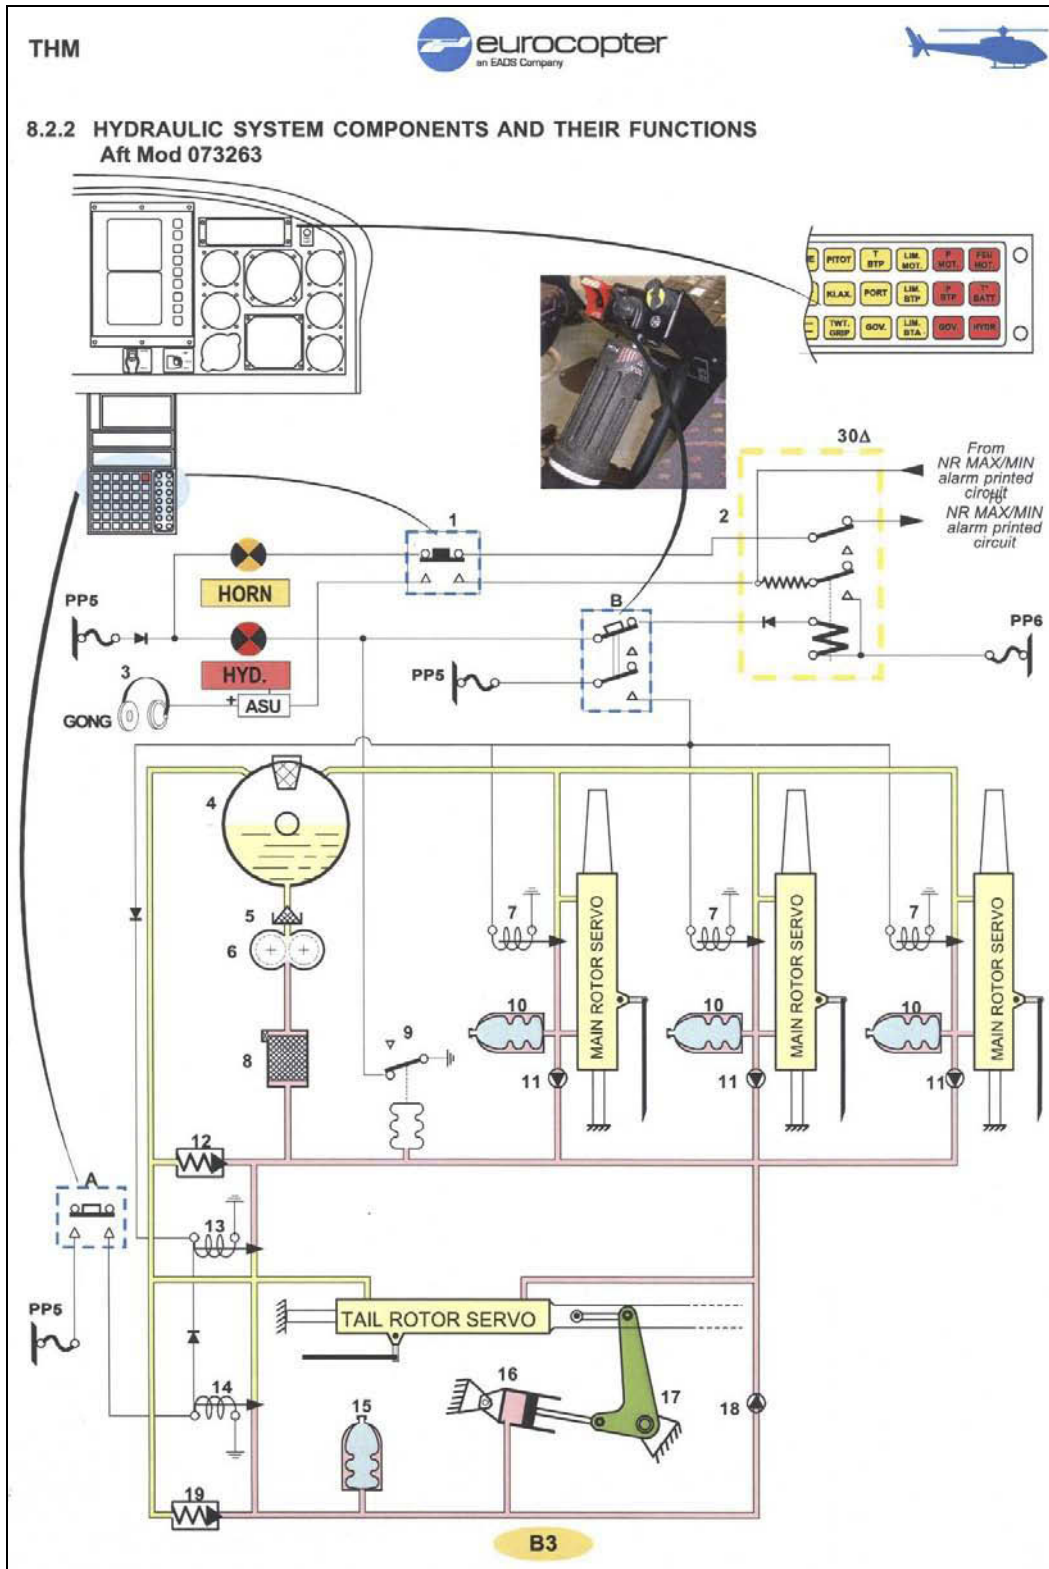 THM
eurocopter
an EADS Company
8.2.2 HYDRAULIC SYSTEM COMPONENTS AND THEIR FUNCTIONS
Aft Mod 073263
PITOT
T BTP
LIM. MOT.
P MOT.
FEU MOT.
KLAX.
PORT
LIM. BTP
P BTP
T° BATT
TWT. GRIP
GOV.
LIM. BTA
GOV.
HYDR
30Δ
From
NR MAX/MIN
alarm printed
circuit
To
NR MAX/MIN
alarm printed
circuit
1
2
HORN
PP5
B
PP6
HYD.
PP5
3
+
ASU
GONG
4
5
7
7
7
6
MAIN ROTOR SERVO
MAIN ROTOR SERVO
MAIN ROTOR SERVO
10
10
10
9
8
11
11
11
12
A
13
PP5
TAIL ROTOR SERVO
14
16
15
17
18
19
B3